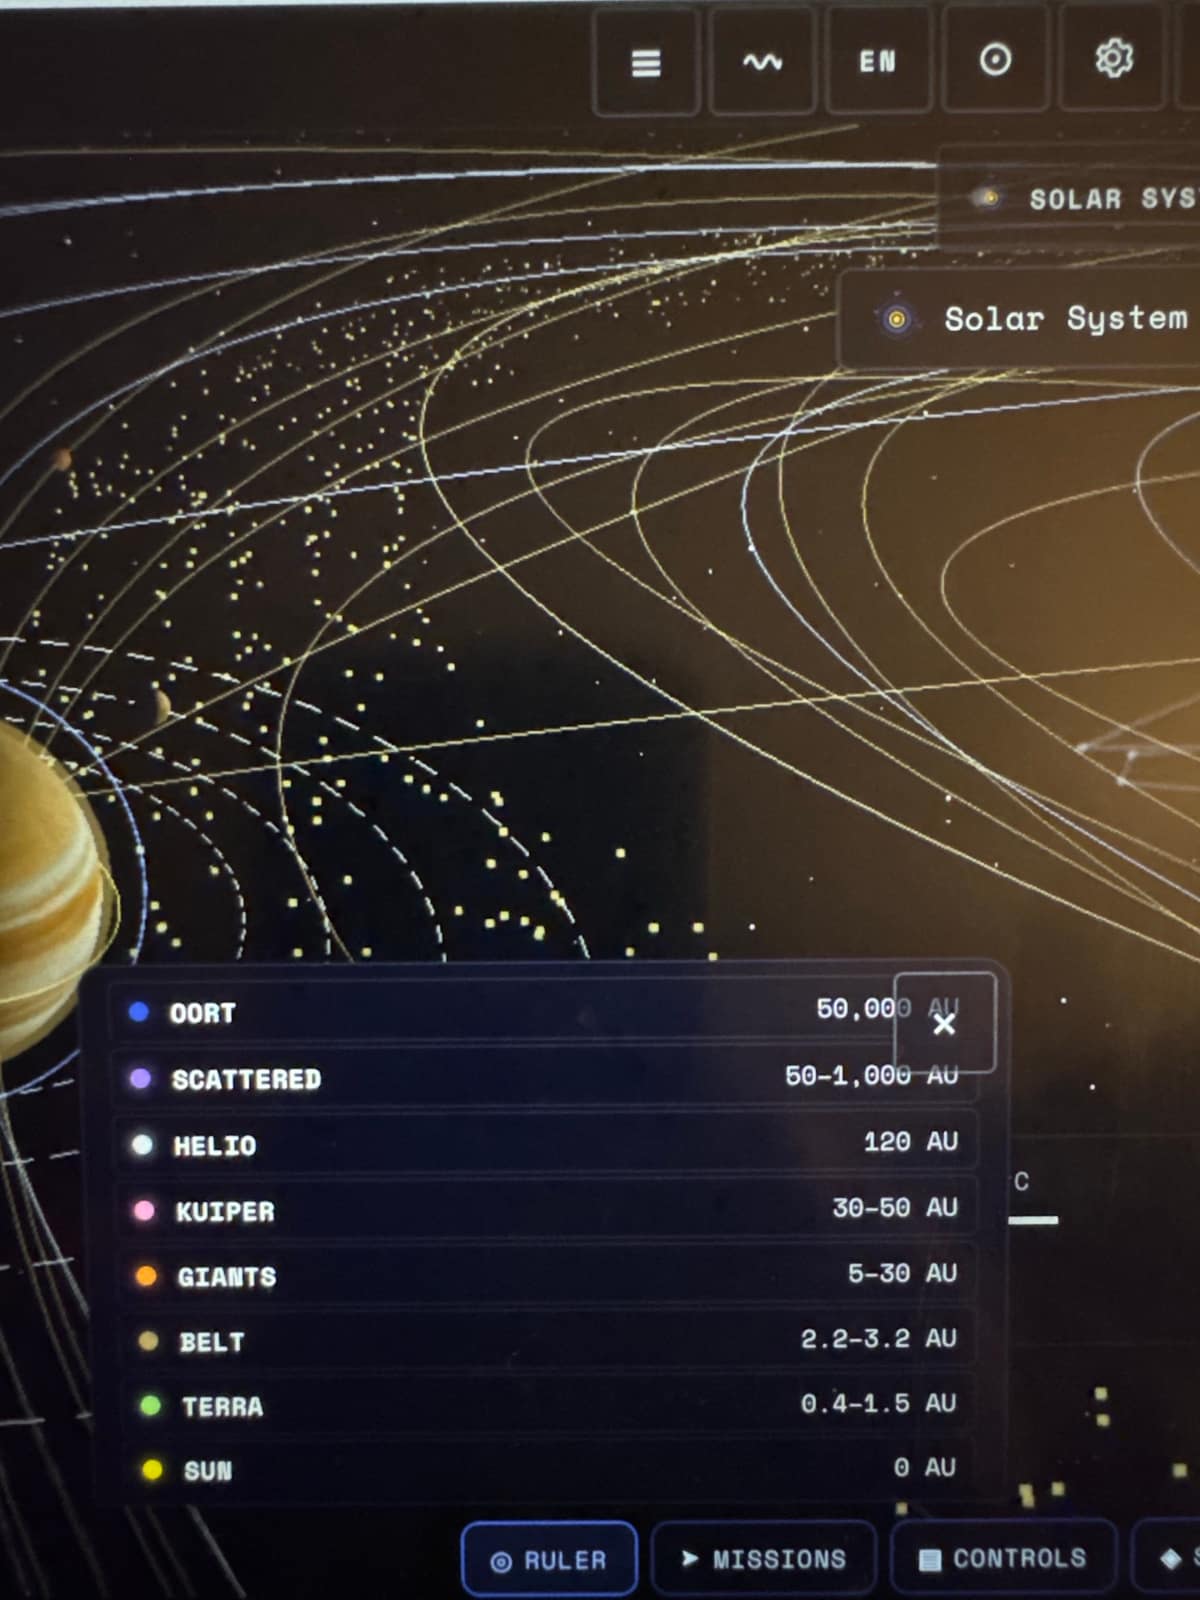 EN
SOLAR SYS
Solar System
OORT 50,000 AU
SCATTERED 50-1,000 AU
HELIO 120 AU
KUIPER 30-50 AU
C
GIANTS 5-30 AU
BELT 2.2-3.2 AU
TERRA 0.4-1.5 AU
SUN 0 AU
RULER MISSIONS CONTROLS S